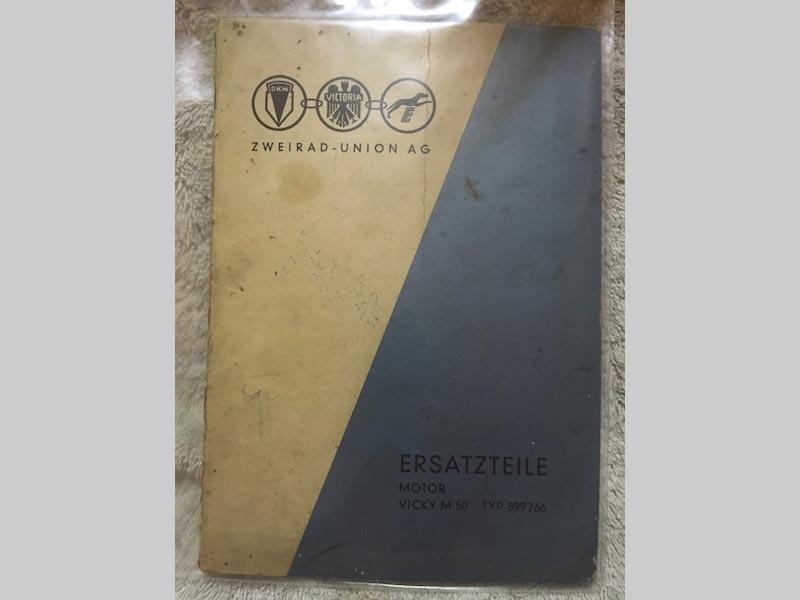 DKW VICTORIA E
ZWEIRAD-UNION AG
ERSATZTEILE
MOTOR
VICKY M 50 - TYP 899 266